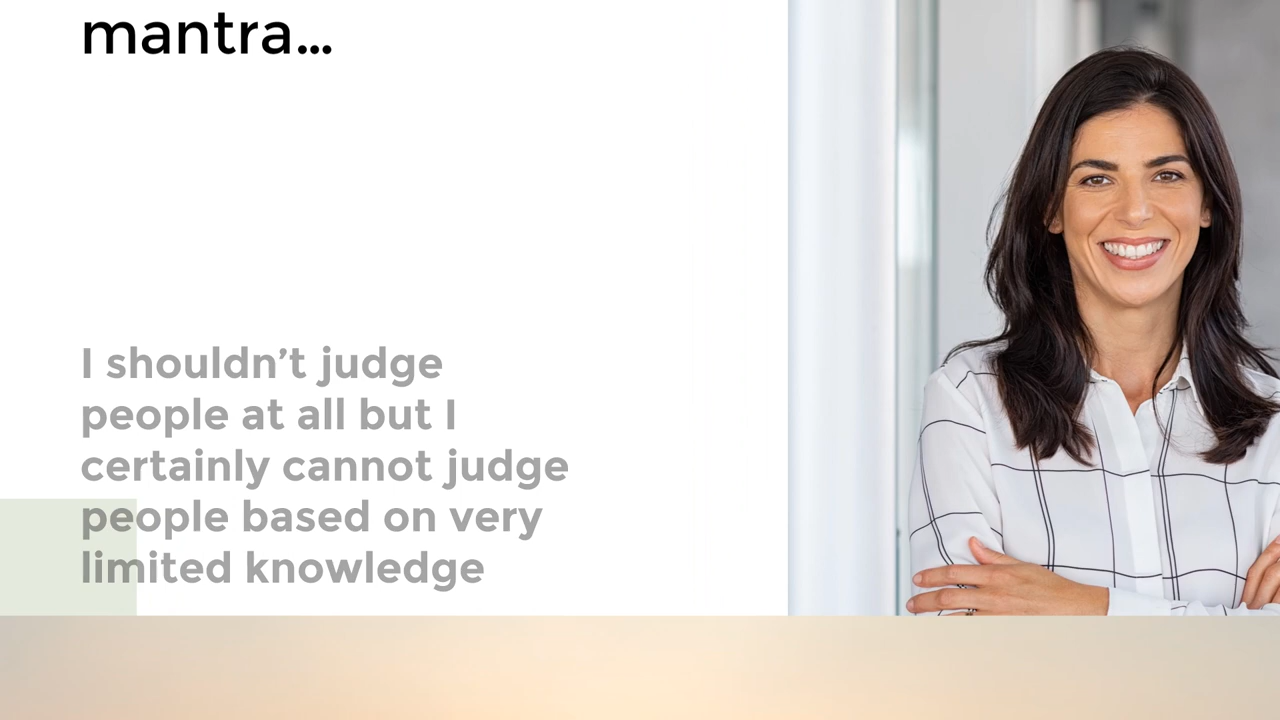 mantra…
I shouldn’t judge
people at all but I
certainly cannot judge
people based on very
limited knowledge